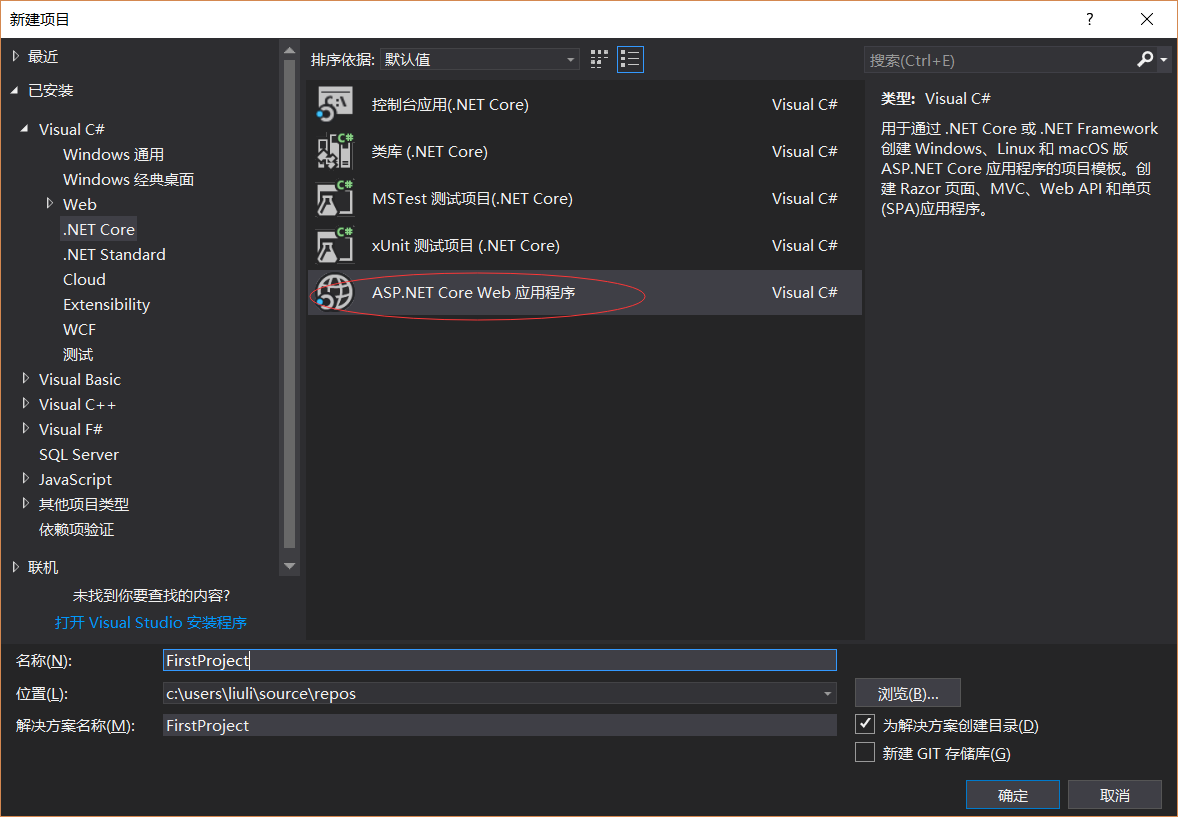 新建项目
?
最近
已安装
Visual C#
Windows 通用
Windows 经典桌面
Web
.NET Core
.NET Standard
Cloud
Extensibility
WCF
测试
Visual Basic
Visual C++
Visual F#
SQL Server
JavaScript
其他项目类型
依赖项验证
联机
未找到你要查找的内容?
打开 Visual Studio 安装程序
排序依据: 默认值
控制台应用(.NET Core) Visual C#
类库 (.NET Core) Visual C#
MSTest 测试项目(.NET Core) Visual C#
xUnit 测试项目 (.NET Core) Visual C#
ASP.NET Core Web 应用程序 Visual C#
搜索(Ctrl+E)
类型: Visual C#
用于通过 .NET Core 或 .NET Framework
创建 Windows、Linux 和 macOS 版
ASP.NET Core 应用程序的项目模板。创
建 Razor 页面、MVC、Web API 和单页
(SPA)应用程序。
名称(N): FirstProject
位置(L): c:\users\liuli\source\repos
浏览(B)...
解决方案名称(M): FirstProject
为解决方案创建目录(D)
新建 GIT 存储库(G)
确定 取消